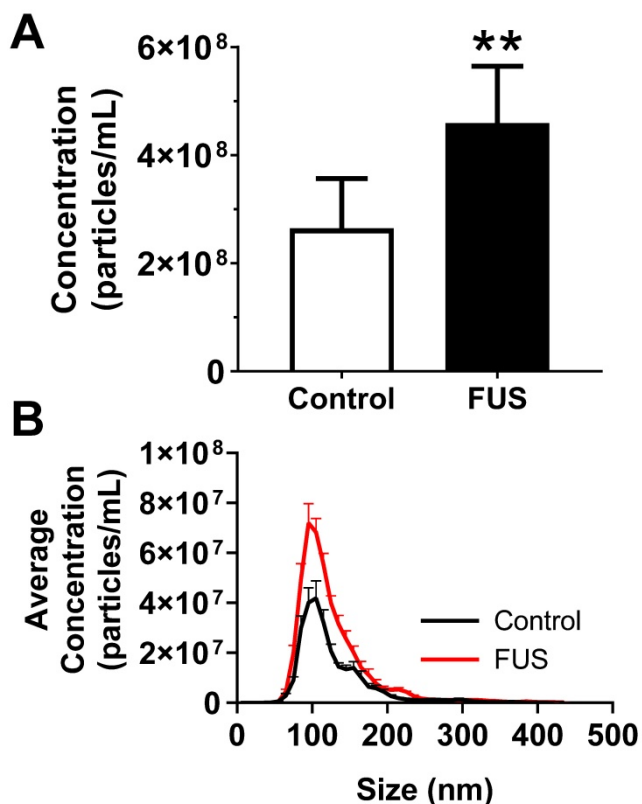 A
Concentration
(particles/mL)
6×10⁸
4×10⁸
2×10⁸
0
**
Control
FUS
B
Average
Concentration
(particles/mL)
1×10⁸
8×10⁷
6×10⁷
4×10⁷
2×10⁷
0
Control
FUS
0 100 200 300 400 500
Size (nm)